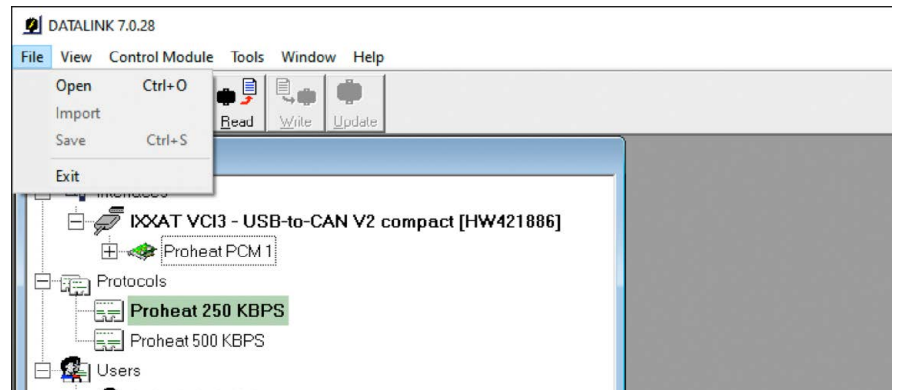 DATALINK 7.0.28
File View Control Module Tools Window Help
Open Ctrl+O
Import
Save Ctrl+S
Exit
Read Write Update
IXXAT VCI3 - USB-to-CAN V2 compact [HW421886]
Proheat PCM 1
Protocols
Proheat 250 KBPS
Proheat 500 KBPS
Users